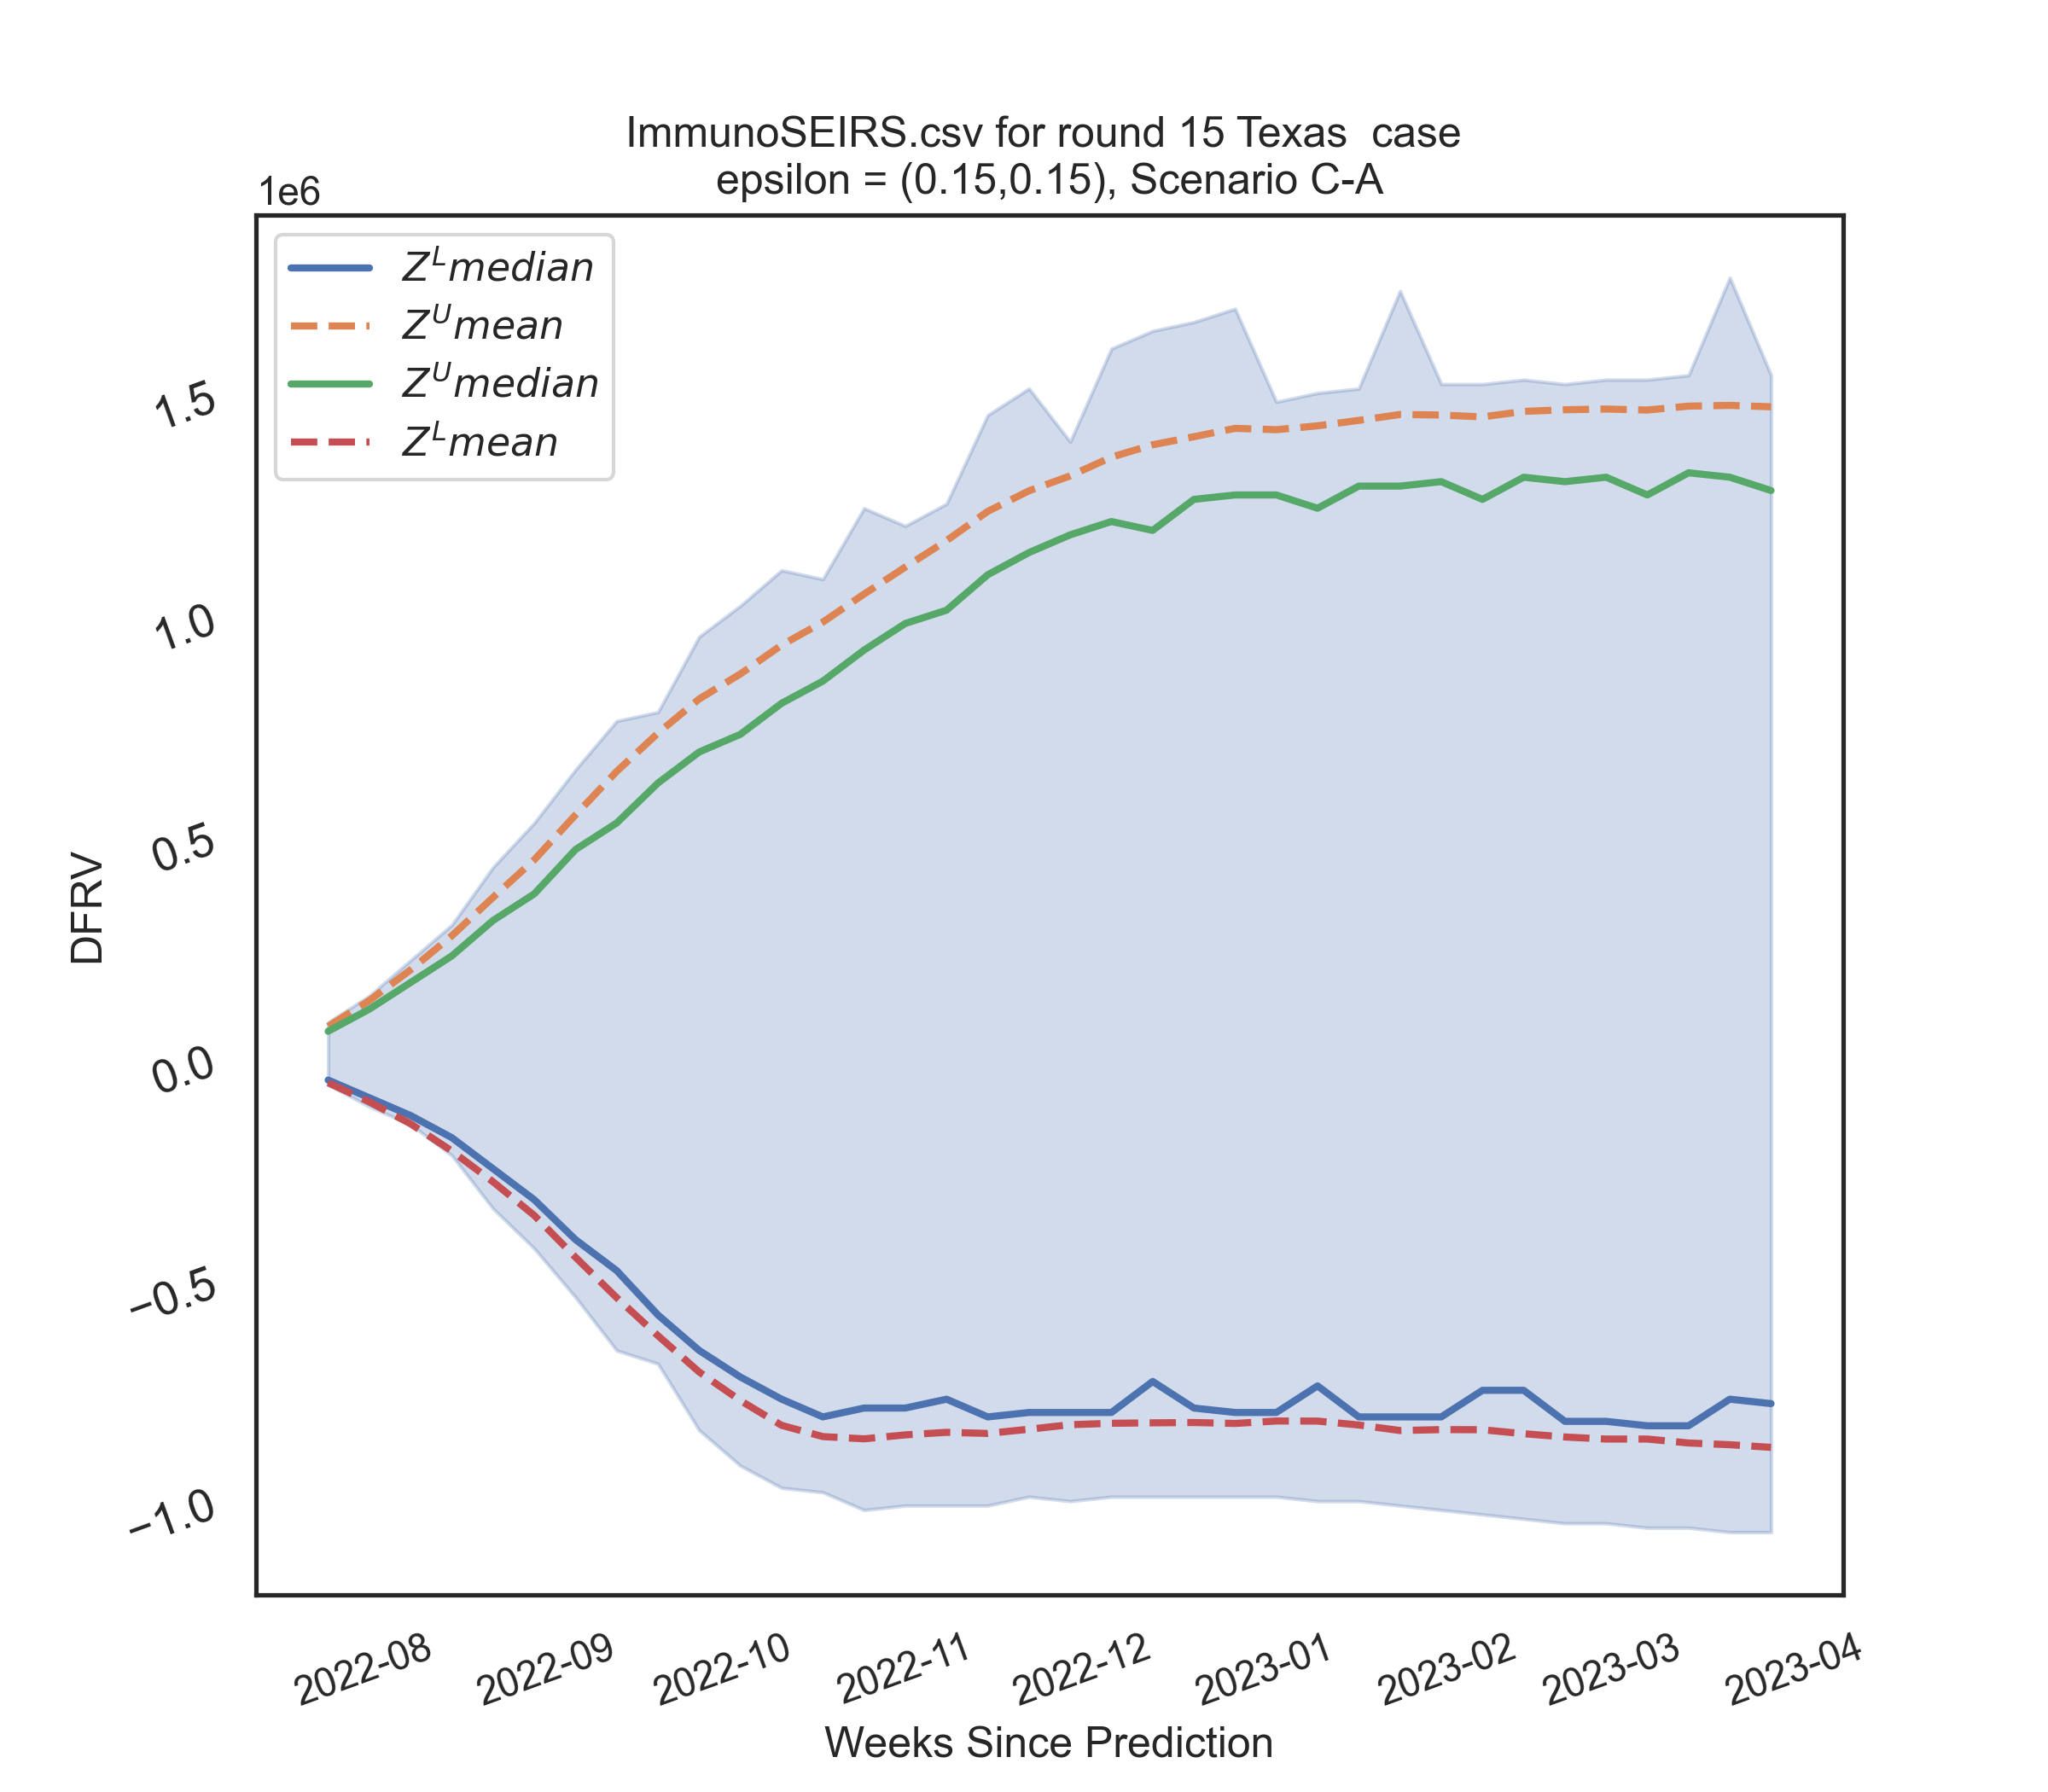 ImmunoSEIRS.csv for round 15 Texas  case
epsilon = (0.15,0.15), Scenario C-A
1e6
Z^L median
Z^U mean
Z^U median
Z^L mean
1.5
1.0
0.5
0.0
−0.5
−1.0
DFRV
2022-08
2022-09
2022-10
2022-11
2022-12
2023-01
2023-02
2023-03
2023-04
Weeks Since Prediction